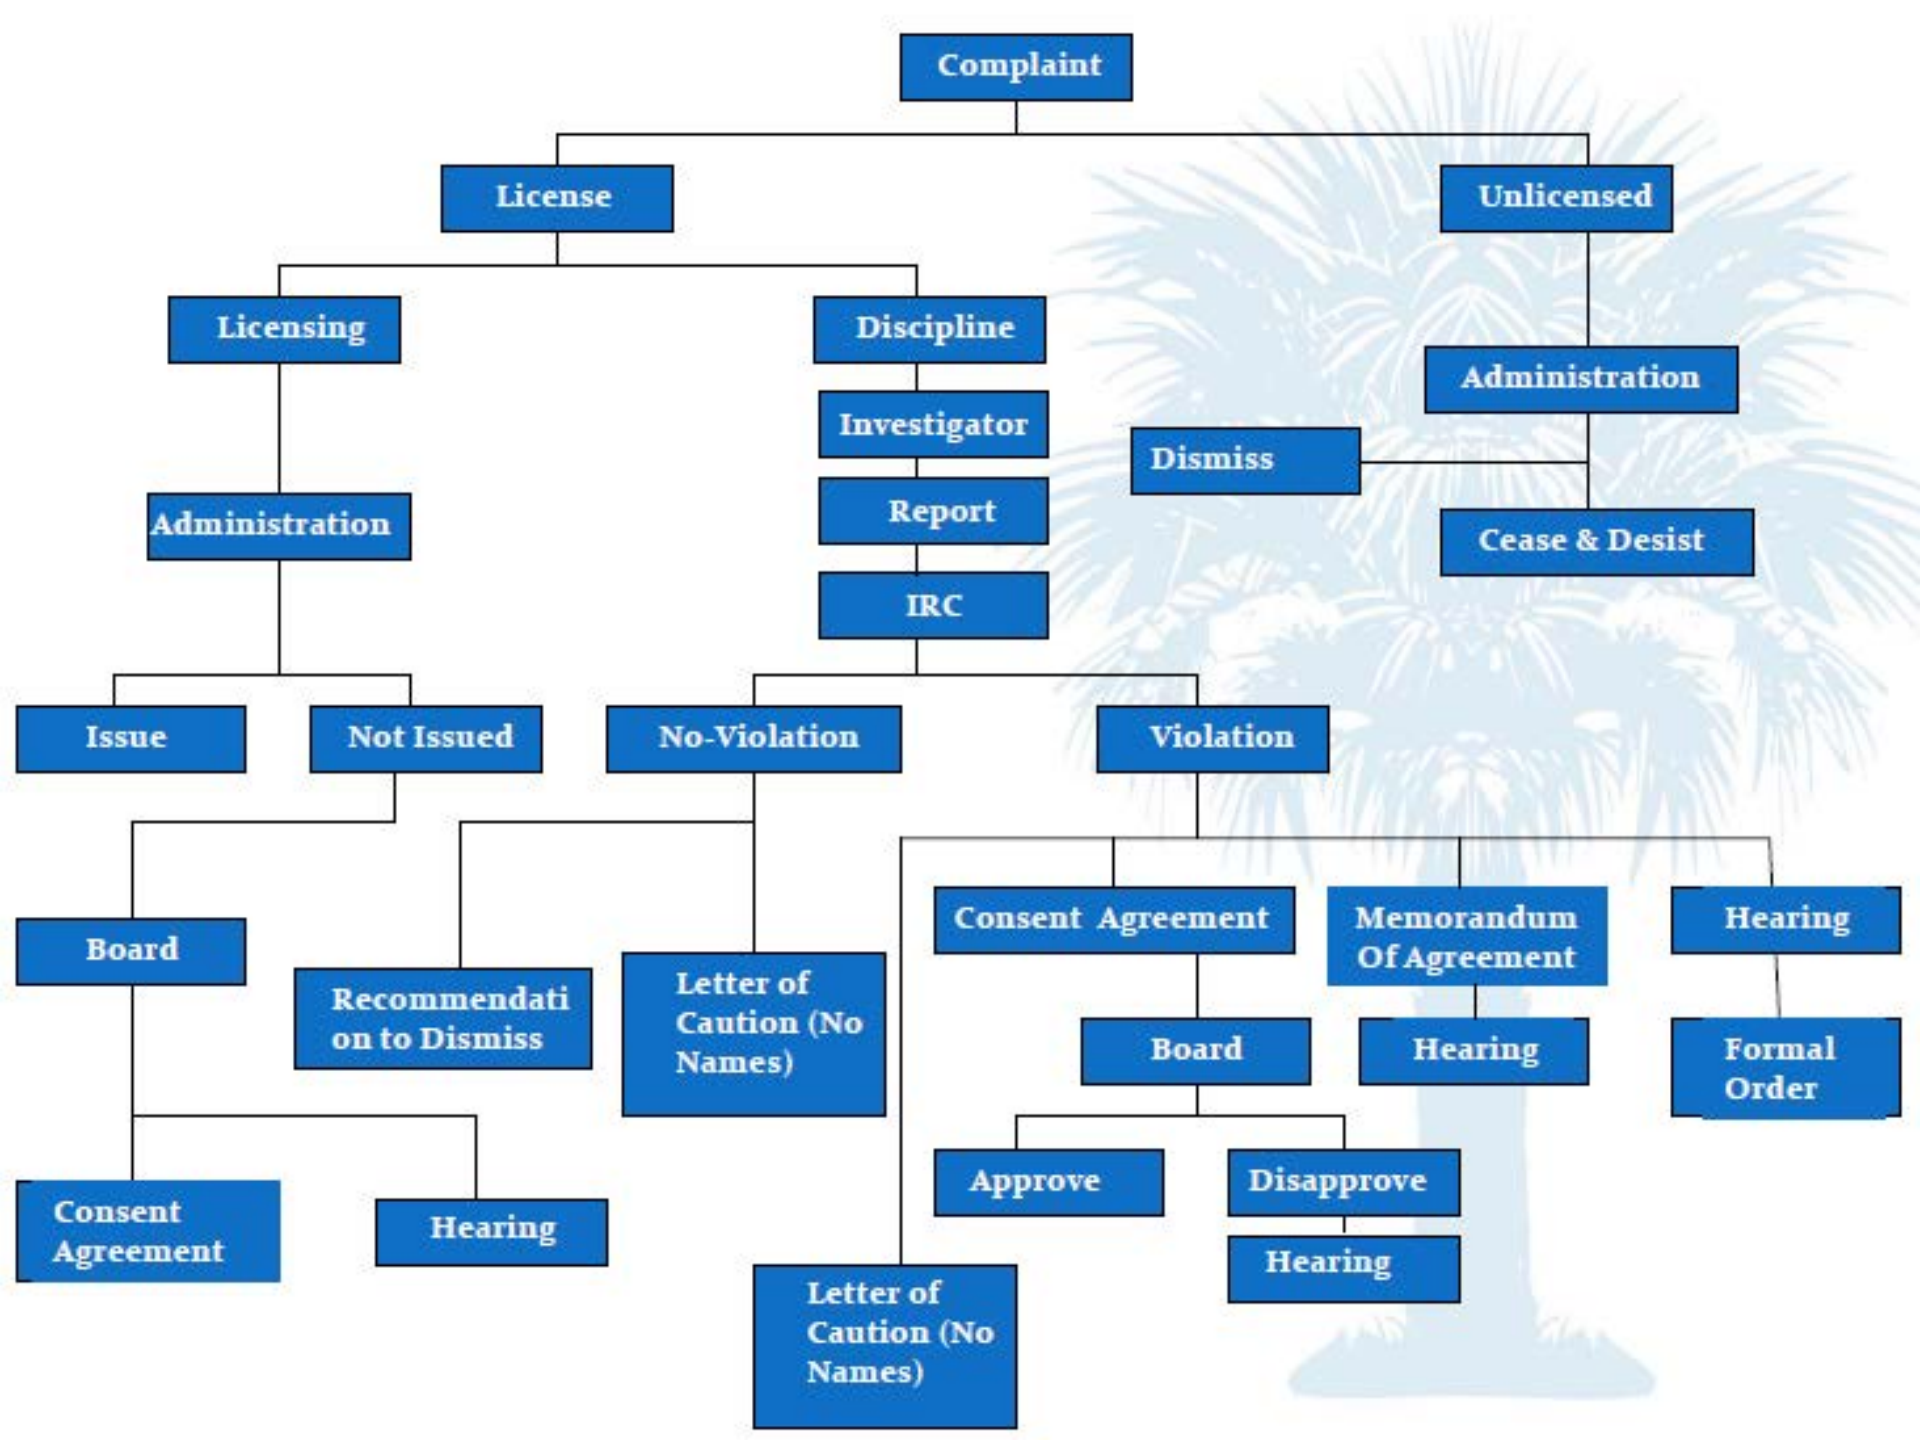 Complaint
License
Unlicensed
Licensing
Discipline
Administration
Investigator
Dismiss
Report
Administration
Cease & Desist
IRC
Issue
Not Issued
No-Violation
Violation
Consent  Agreement
Memorandum
Of Agreement
Hearing
Board
Recommendati
on to Dismiss
Letter of
Caution (No
Names)
Board
Hearing
Formal
Order
Approve
Disapprove
Consent
Agreement
Hearing
Hearing
Letter of
Caution (No
Names)